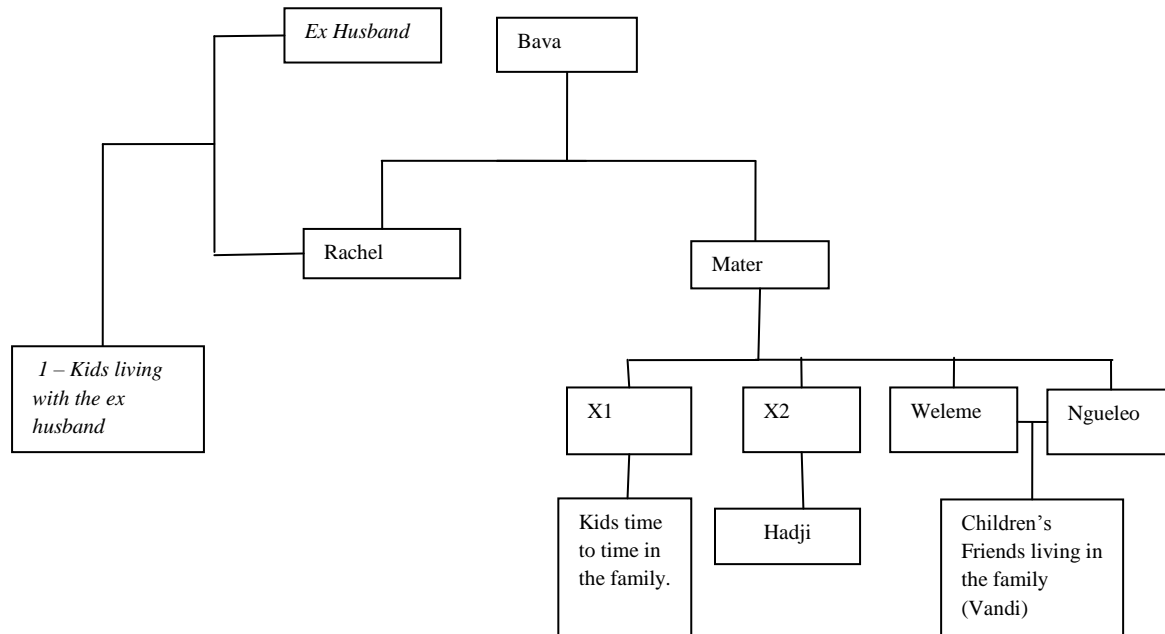 Ex Husband
Bava
Rachel
Mater
1 – Kids living
with the ex
husband
X1
X2
Weleme
Ngueleo
Kids time
to time in
the family.
Hadji
Children's
Friends living in
the family
(Vandi)